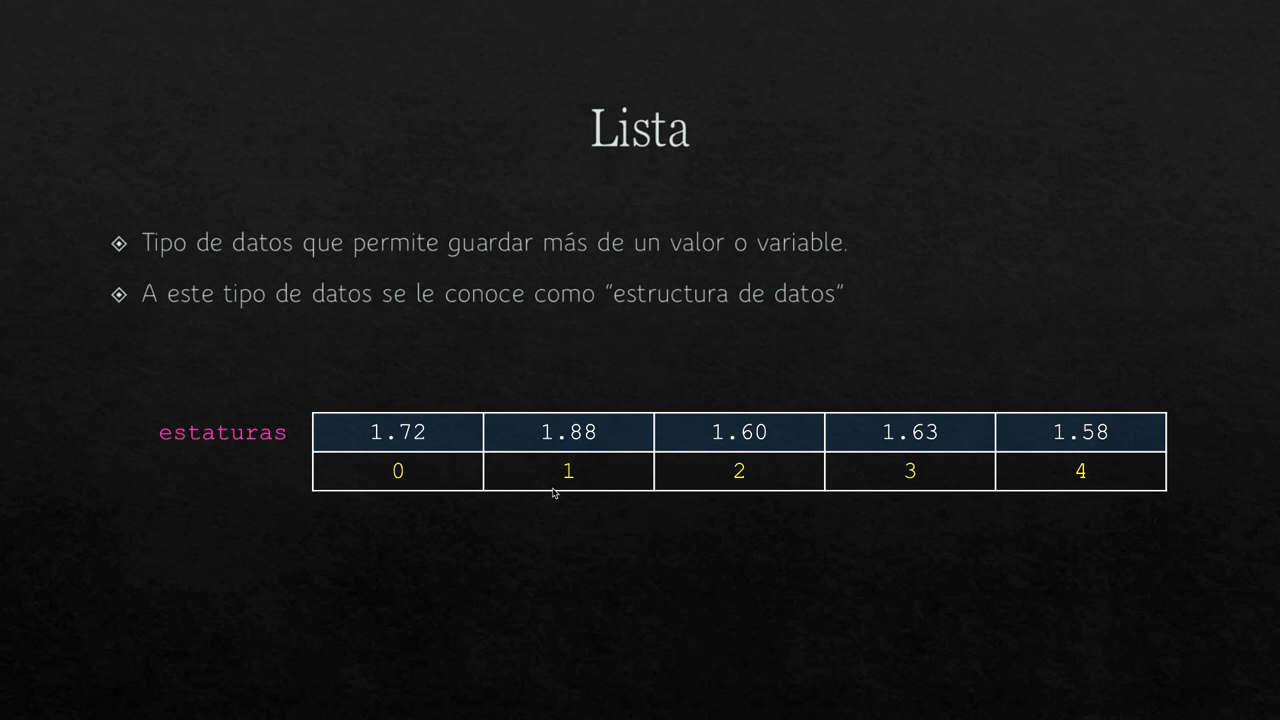 Lista
Tipo de datos que permite guardar más de un valor o variable.
A este tipo de datos se le conoce como “estructura de datos”
estaturas 1.72 1.88 1.60 1.63 1.58
0 1 2 3 4